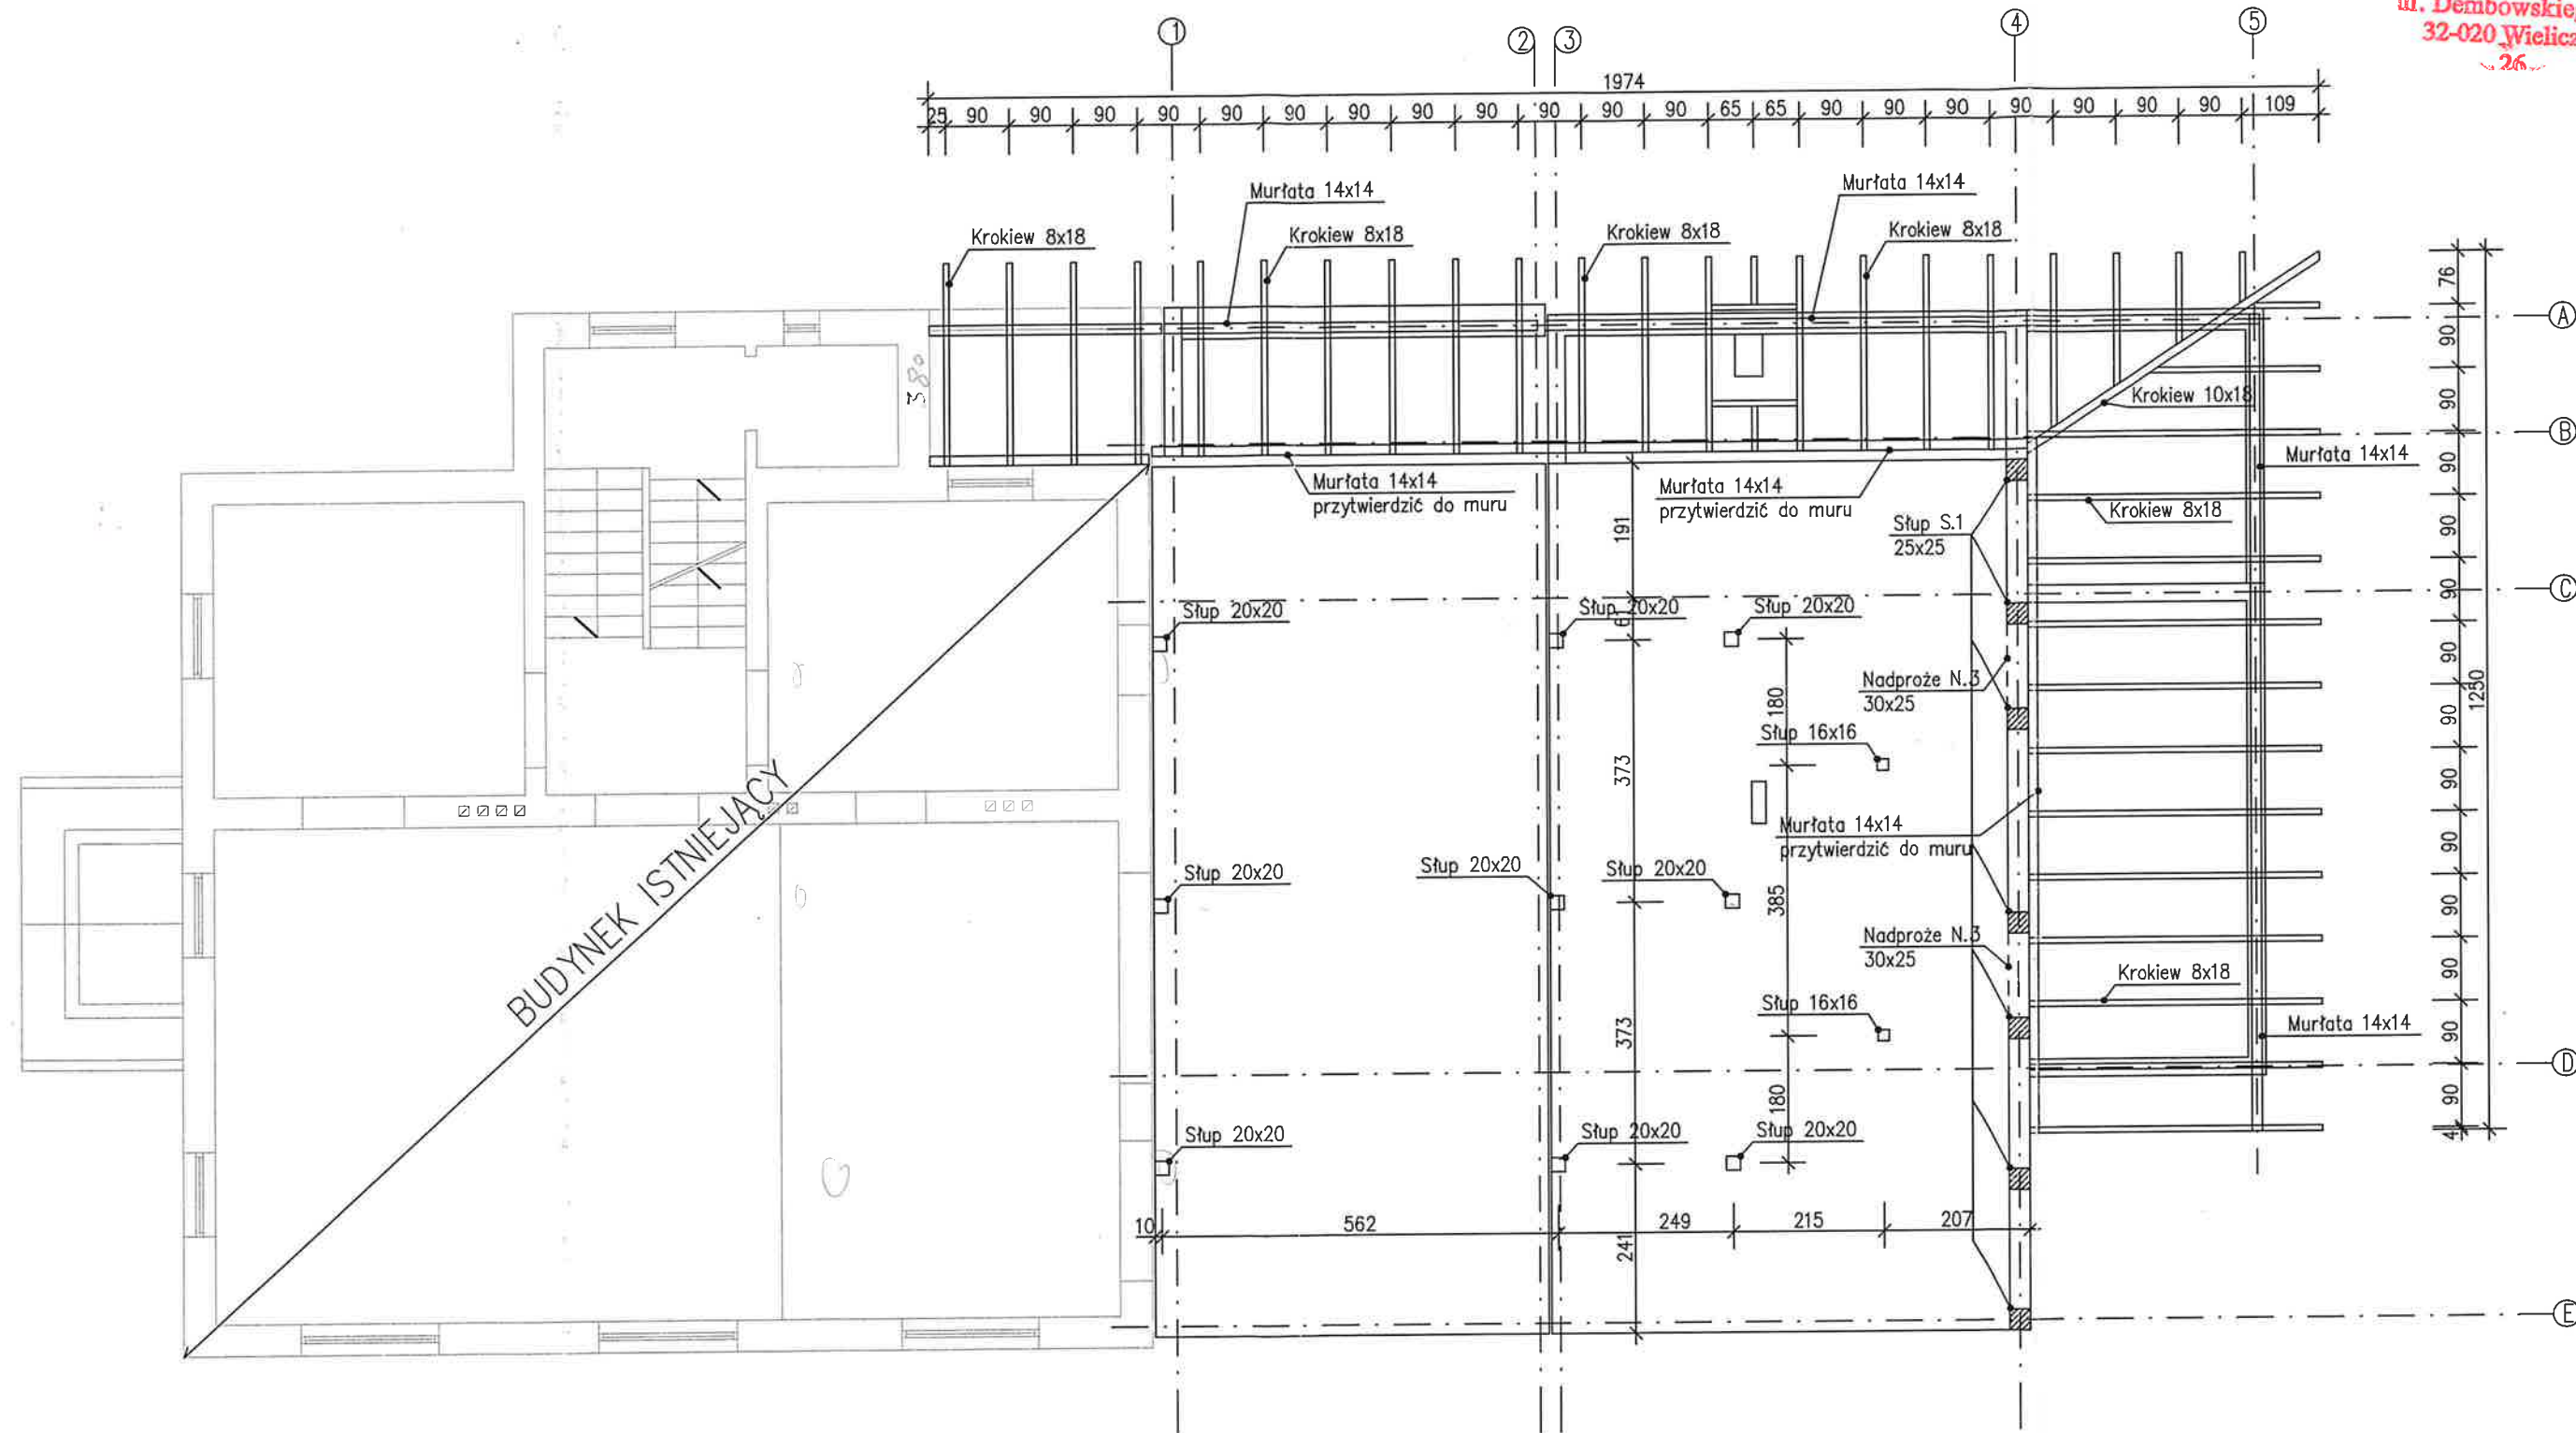 ul. Dembowskie
32-020 Wielicz
26
1
2
3
4
5
1974
25 90 90 90 90 90 90 90 90 90 90 90 90 65 65 90 90 90 90 90 90 90 109
Murłata 14x14
Murłata 14x14
Krokiew 8x18
Krokiew 8x18
Krokiew 8x18
Krokiew 8x18
76
90
90
90
90
90
90
90
90
90
90
90
90
90
4
1250
A
B
C
D
E
380
Krokiew 10x18
Murłata 14x14
Murłata 14x14
przytwierdzić do muru
Murłata 14x14
przytwierdzić do muru
Krokiew 8x18
Słup S.1
25x25
191
Słup 20x20
Słup 20x20
Słup 20x20
Nadproże N.3
30x25
180
Słup 16x16
373
Murłata 14x14
przytwierdzić do muru
BUDYNEK ISTNIEJĄCY
Słup 20x20
Słup 20x20
Słup 20x20
385
Nadproże N.3
30x25
Krokiew 8x18
Słup 16x16
Murłata 14x14
373
180
Słup 20x20
Słup 20x20
Słup 20x20
10 562 249 215 207
241